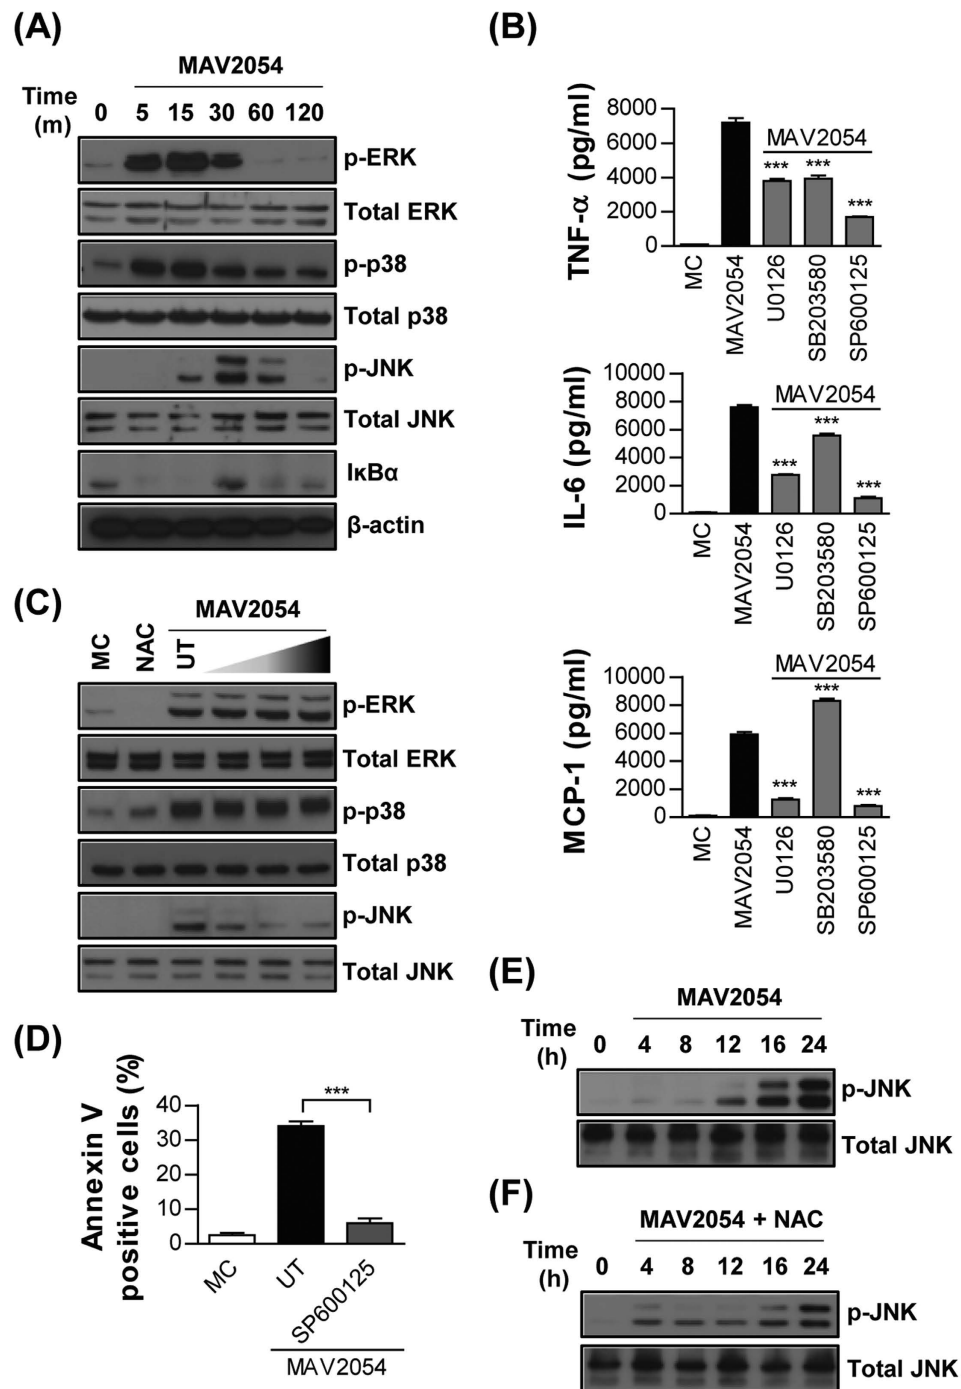 (A)
MAV2054
Time (m) 0 5 15 30 60 120
p-ERK
Total ERK
p-p38
Total p38
p-JNK
Total JNK
IκBα
β-actin
(B)
TNF-α (pg/ml)
8000
6000
4000
2000
0
MAV2054
***
***
***
MC
MAV2054
U0126
SB203580
SP600125
IL-6 (pg/ml)
10000
8000
6000
4000
2000
0
MAV2054
***
***
***
MC
MAV2054
U0126
SB203580
SP600125
MCP-1 (pg/ml)
10000
8000
6000
4000
2000
0
MAV2054
***
***
***
MC
MAV2054
U0126
SB203580
SP600125
(C)
MAV2054
MC NAC UT
p-ERK
Total ERK
p-p38
Total p38
p-JNK
Total JNK
(D)
Annexin V
positive cells (%)
40
30
20
10
0
***
MC
UT
SP600125
MAV2054
(E)
MAV2054
Time (h) 0 4 8 12 16 24
p-JNK
Total JNK
(F)
MAV2054 + NAC
Time (h) 0 4 8 12 16 24
p-JNK
Total JNK